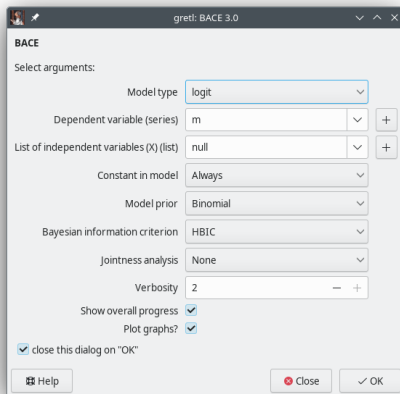 gretl: BACE 3.0
BACE
Select arguments:
Model type logit
Dependent variable (series) m
List of independent variables (X) (list) null
Constant in model Always
Model prior Binomial
Bayesian information criterion HBIC
Jointness analysis None
Verbosity 2
Show overall progress
Plot graphs?
close this dialog on "OK"
Help Close OK